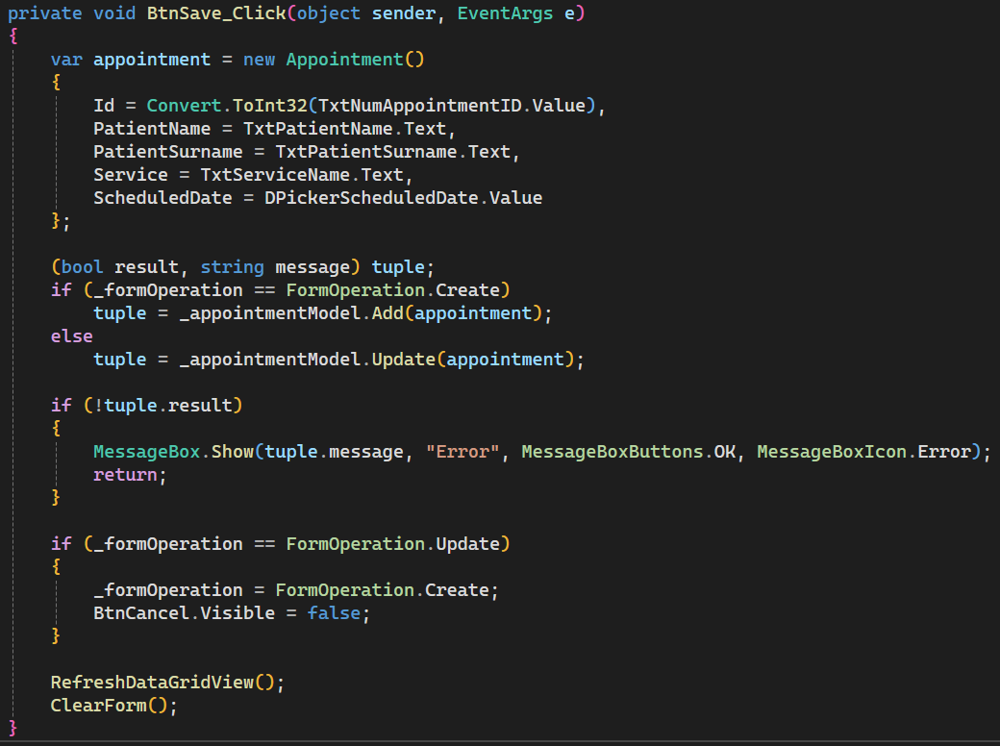 private void BtnSave_Click(object sender, EventArgs e)
{
    var appointment = new Appointment()
    {
        Id = Convert.ToInt32(TxtNumAppointmentID.Value),
        PatientName = TxtPatientName.Text,
        PatientSurname = TxtPatientSurname.Text,
        Service = TxtServiceName.Text,
        ScheduledDate = DPickerScheduledDate.Value
    };

    (bool result, string message) tuple;
    if (_formOperation == FormOperation.Create)
        tuple = _appointmentModel.Add(appointment);
    else
        tuple = _appointmentModel.Update(appointment);

    if (!tuple.result)
    {
        MessageBox.Show(tuple.message, "Error", MessageBoxButtons.OK, MessageBoxIcon.Error);
        return;
    }

    if (_formOperation == FormOperation.Update)
    {
        _formOperation = FormOperation.Create;
        BtnCancel.Visible = false;
    }

    RefreshDataGridView();
    ClearForm();
}